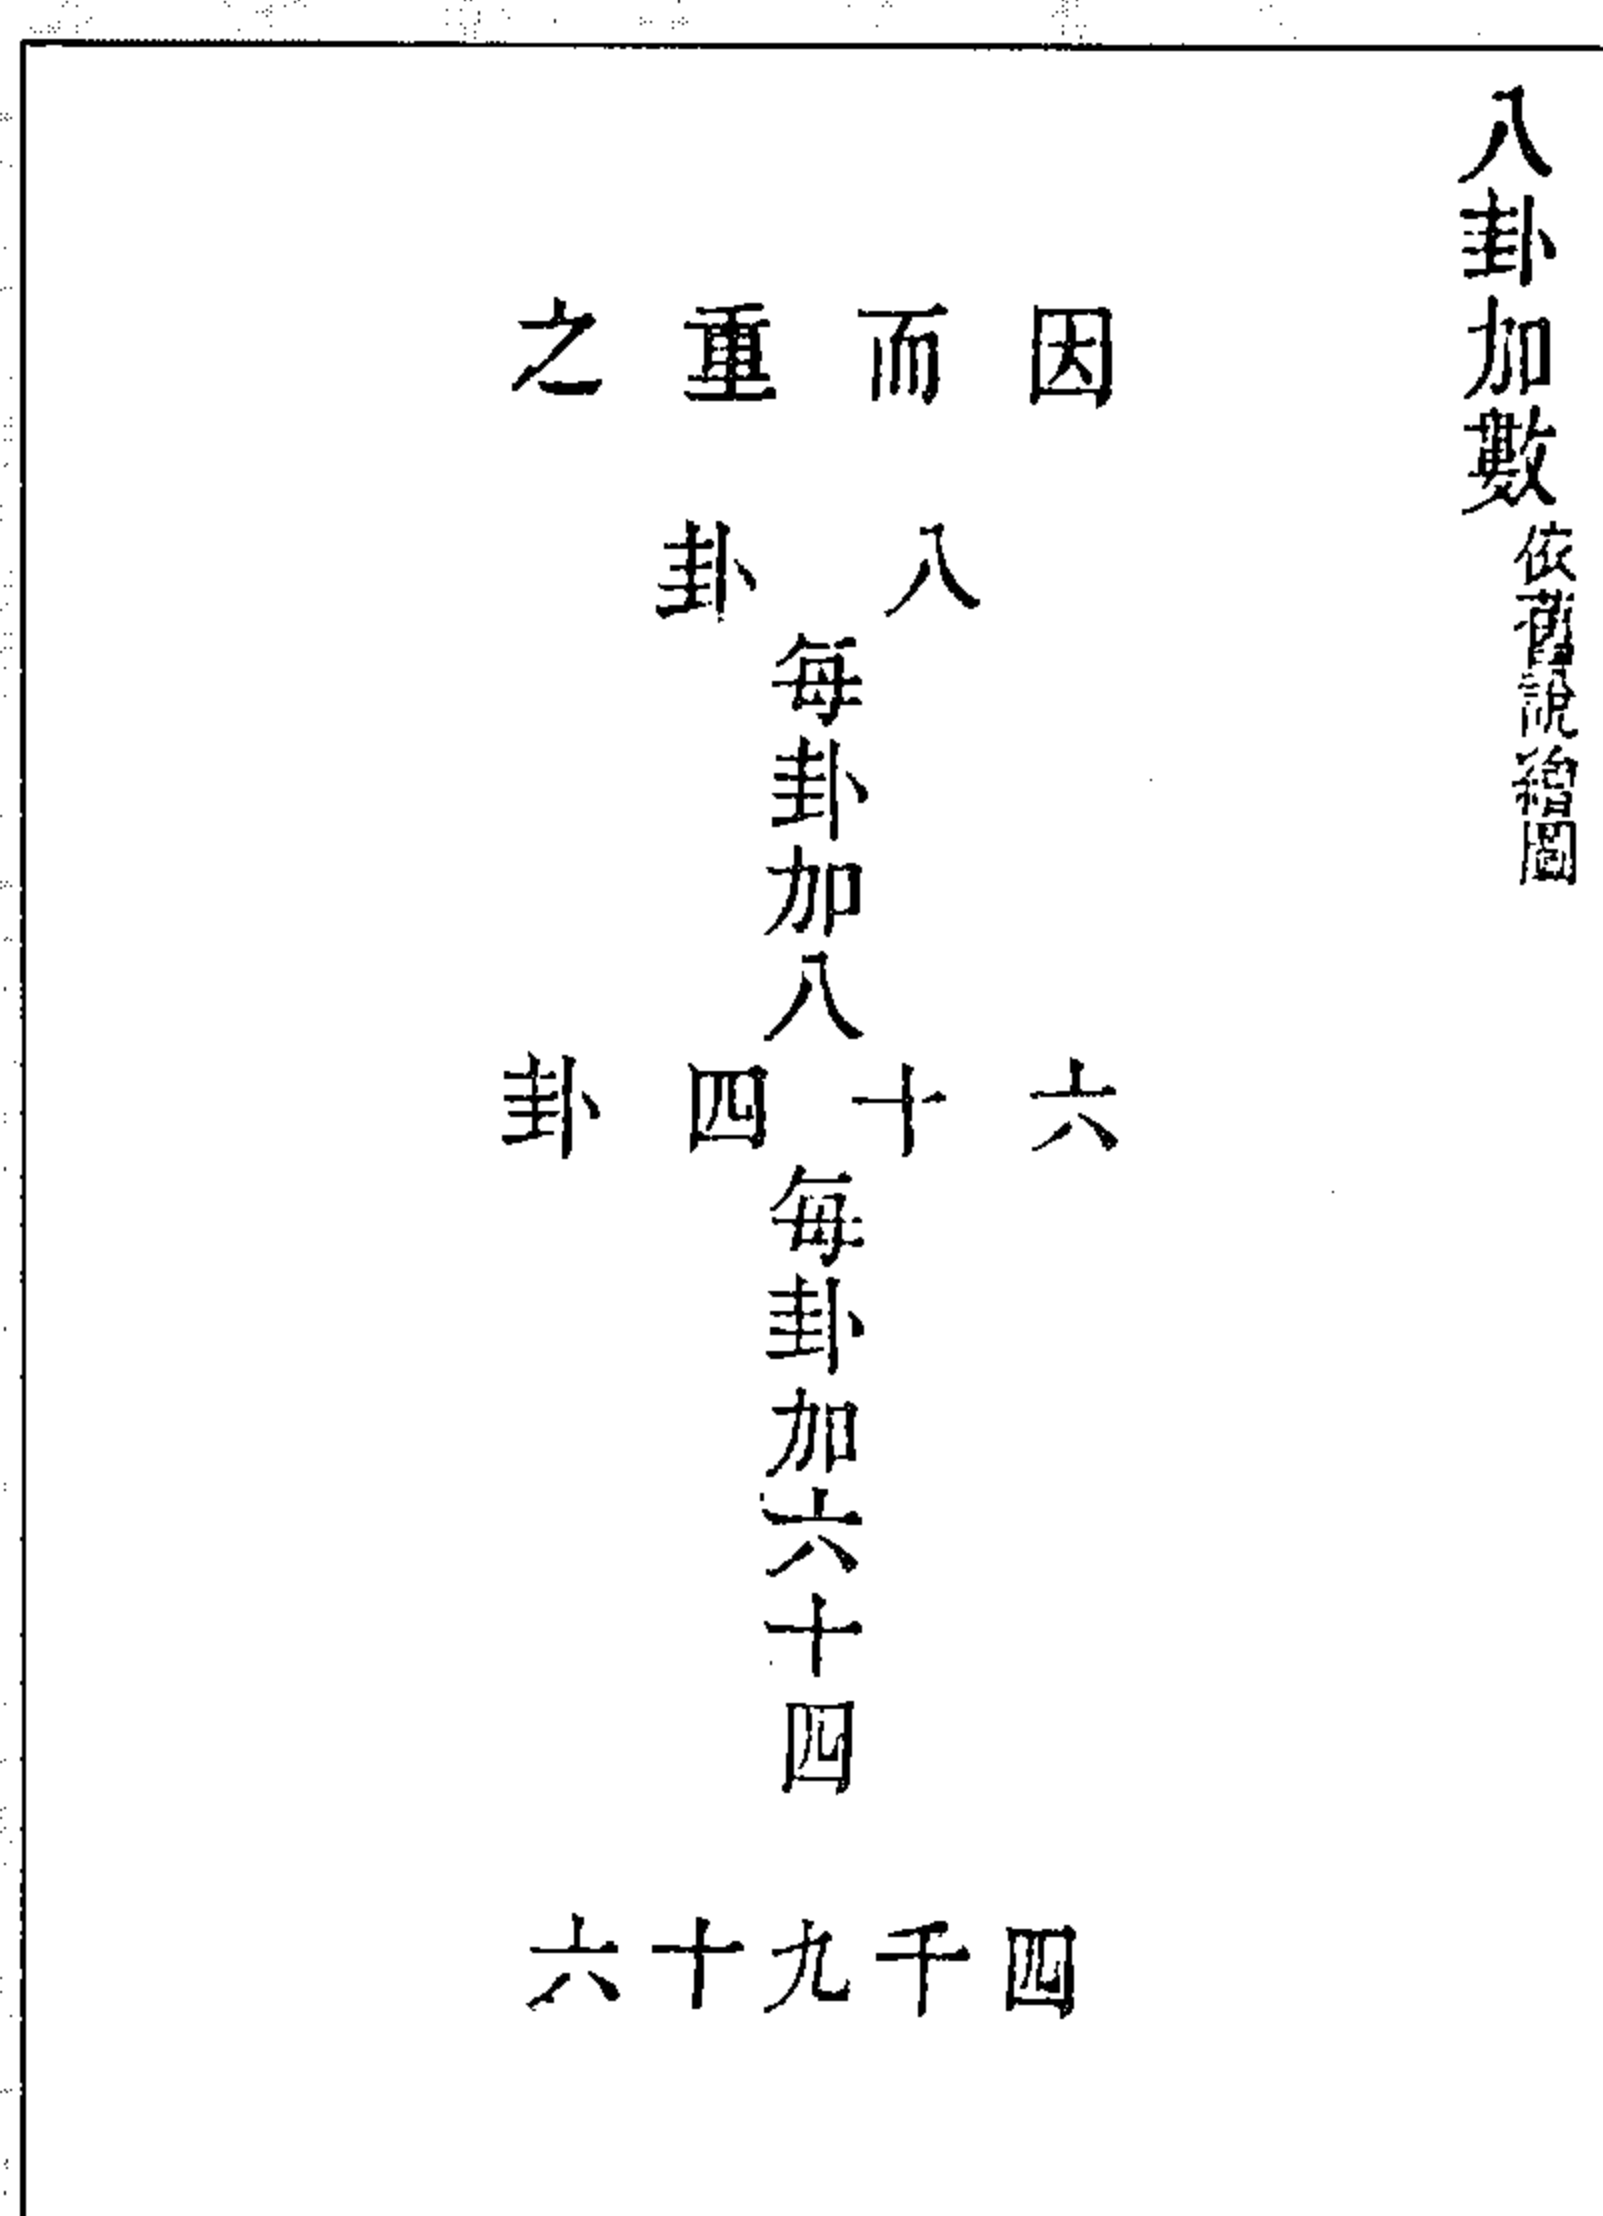 八卦加數依舊說繪圖
因而重之
八卦
每卦加八
六十四卦
每卦加六十四
四千九十六